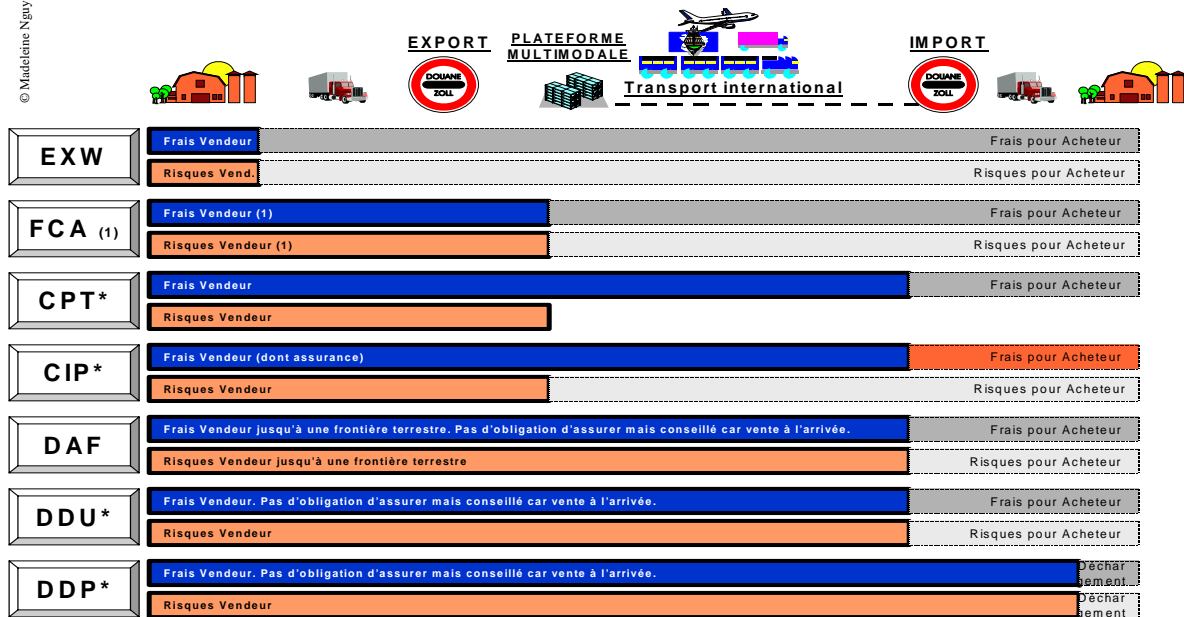 © Madeleine Nguy
EXPORT
PLATEFORME
MULTIMODALE
IMPORT
DOUANE
ZOLL
DOUANE
ZOLL
Transport international
EXW
Frais Vendeur
Frais pour Acheteur
Risques Vend.
Risques pour Acheteur
FCA (1)
Frais Vendeur (1)
Frais pour Acheteur
Risques Vendeur (1)
Risques pour Acheteur
CPT*
Frais Vendeur
Frais pour Acheteur
Risques Vendeur
CIP*
Frais Vendeur (dont assurance)
Frais pour Acheteur
Risques Vendeur
Risques pour Acheteur
DAF
Frais Vendeur jusqu'à une frontière terrestre. Pas d'obligation d'assurer mais conseillé car vente à l'arrivée.
Frais pour Acheteur
Risques Vendeur jusqu'à une frontière terrestre
Risques pour Acheteur
DDU*
Frais Vendeur. Pas d'obligation d'assurer mais conseillé car vente à l'arrivée.
Frais pour Acheteur
Risques Vendeur
Risques pour Acheteur
DDP*
Frais Vendeur. Pas d'obligation d'assurer mais conseillé car vente à l'arrivée.
Déchar
gement
Risques Vendeur
Déchar
gement